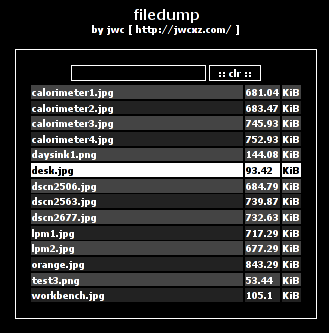 filedump
by jwc [ http://jwcxz.com/ ]
:: clr ::
calorimeter1.jpg 681.04 KiB
calorimeter2.jpg 683.47 KiB
calorimeter3.jpg 745.93 KiB
calorimeter4.jpg 752.93 KiB
daysink1.png 144.08 KiB
desk.jpg 93.42 KiB
dscn2506.jpg 684.79 KiB
dscn2563.jpg 739.87 KiB
dscn2677.jpg 732.63 KiB
lpm1.jpg 717.29 KiB
lpm2.jpg 677.29 KiB
orange.jpg 843.29 KiB
test3.png 53.44 KiB
workbench.jpg 105.1 KiB